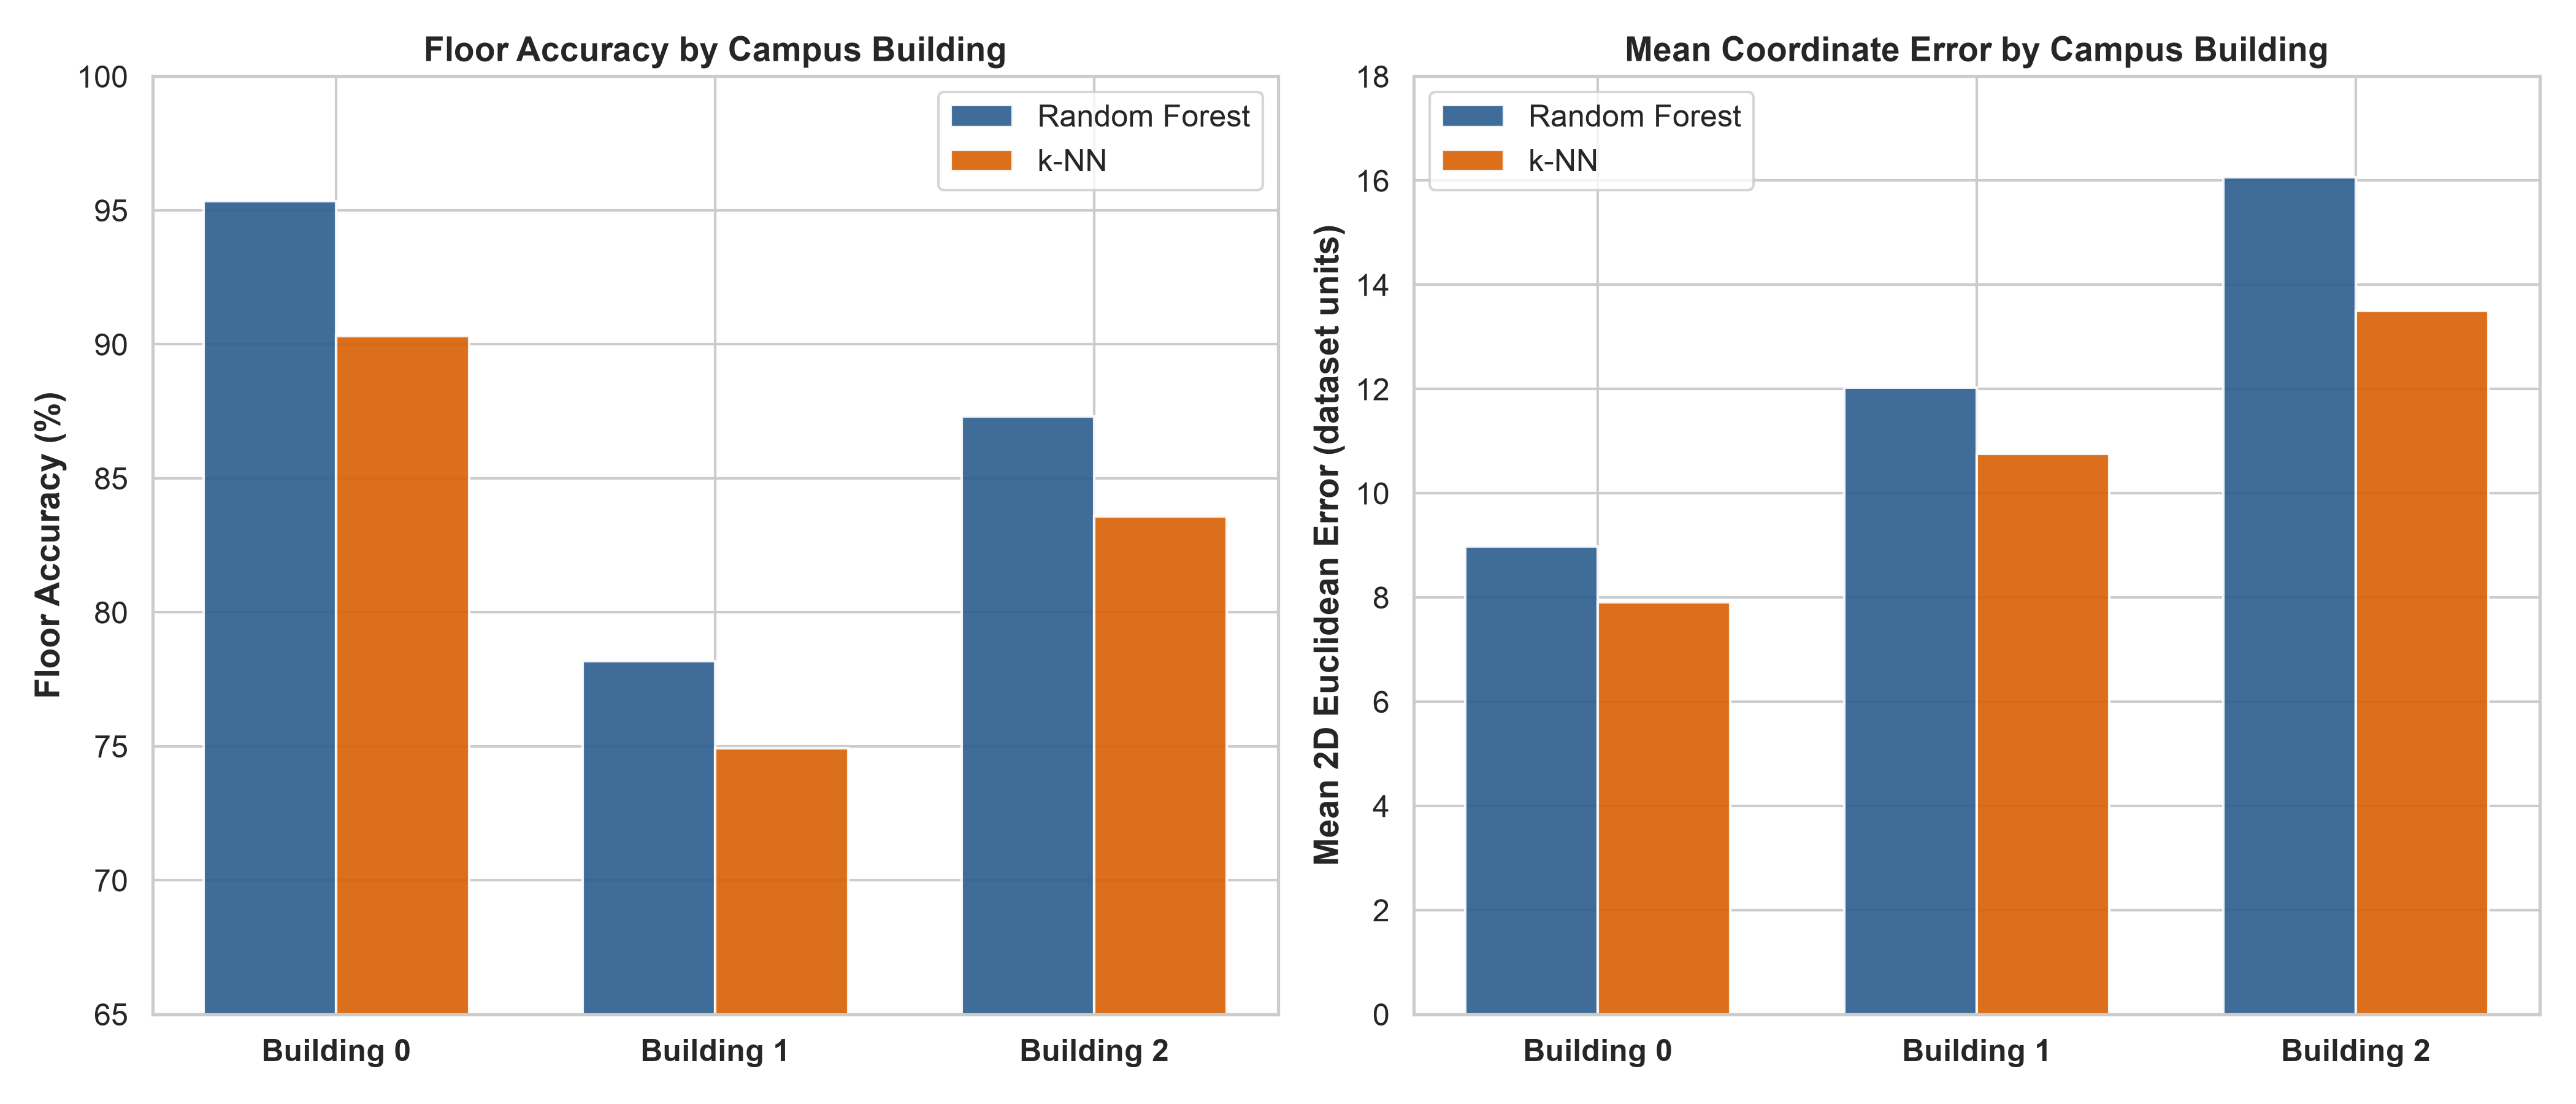 Floor Accuracy by Campus Building
100
95
90
85
80
75
70
65
Floor Accuracy (%)
Random Forest
k-NN
Building 0
Building 1
Building 2
Mean Coordinate Error by Campus Building
18
16
14
12
10
8
6
4
2
0
Mean 2D Euclidean Error (dataset units)
Random Forest
k-NN
Building 0
Building 1
Building 2